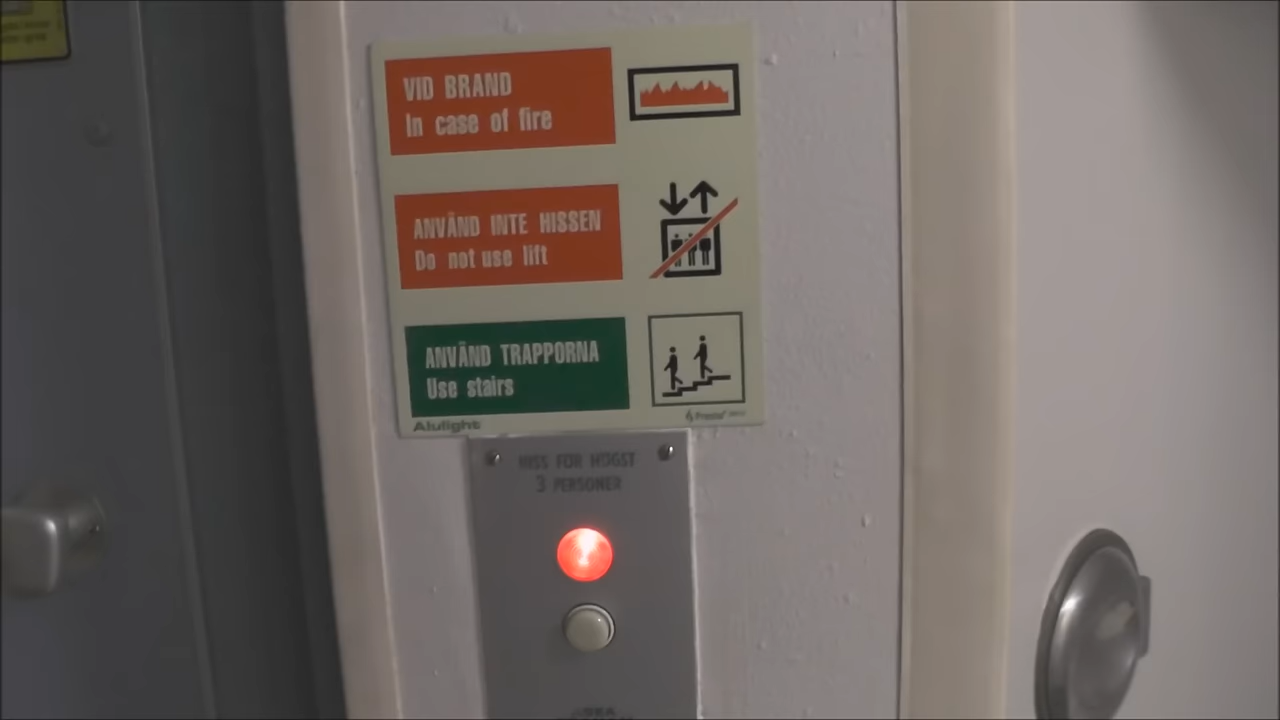 VID BRAND
In case of fire
ANVÄND INTE HISSEN
Do not use lift
ANVÄND TRAPPORNA
Use stairs
Alulight
Presto
HISS FÖR HÖGST
3 PERSONER